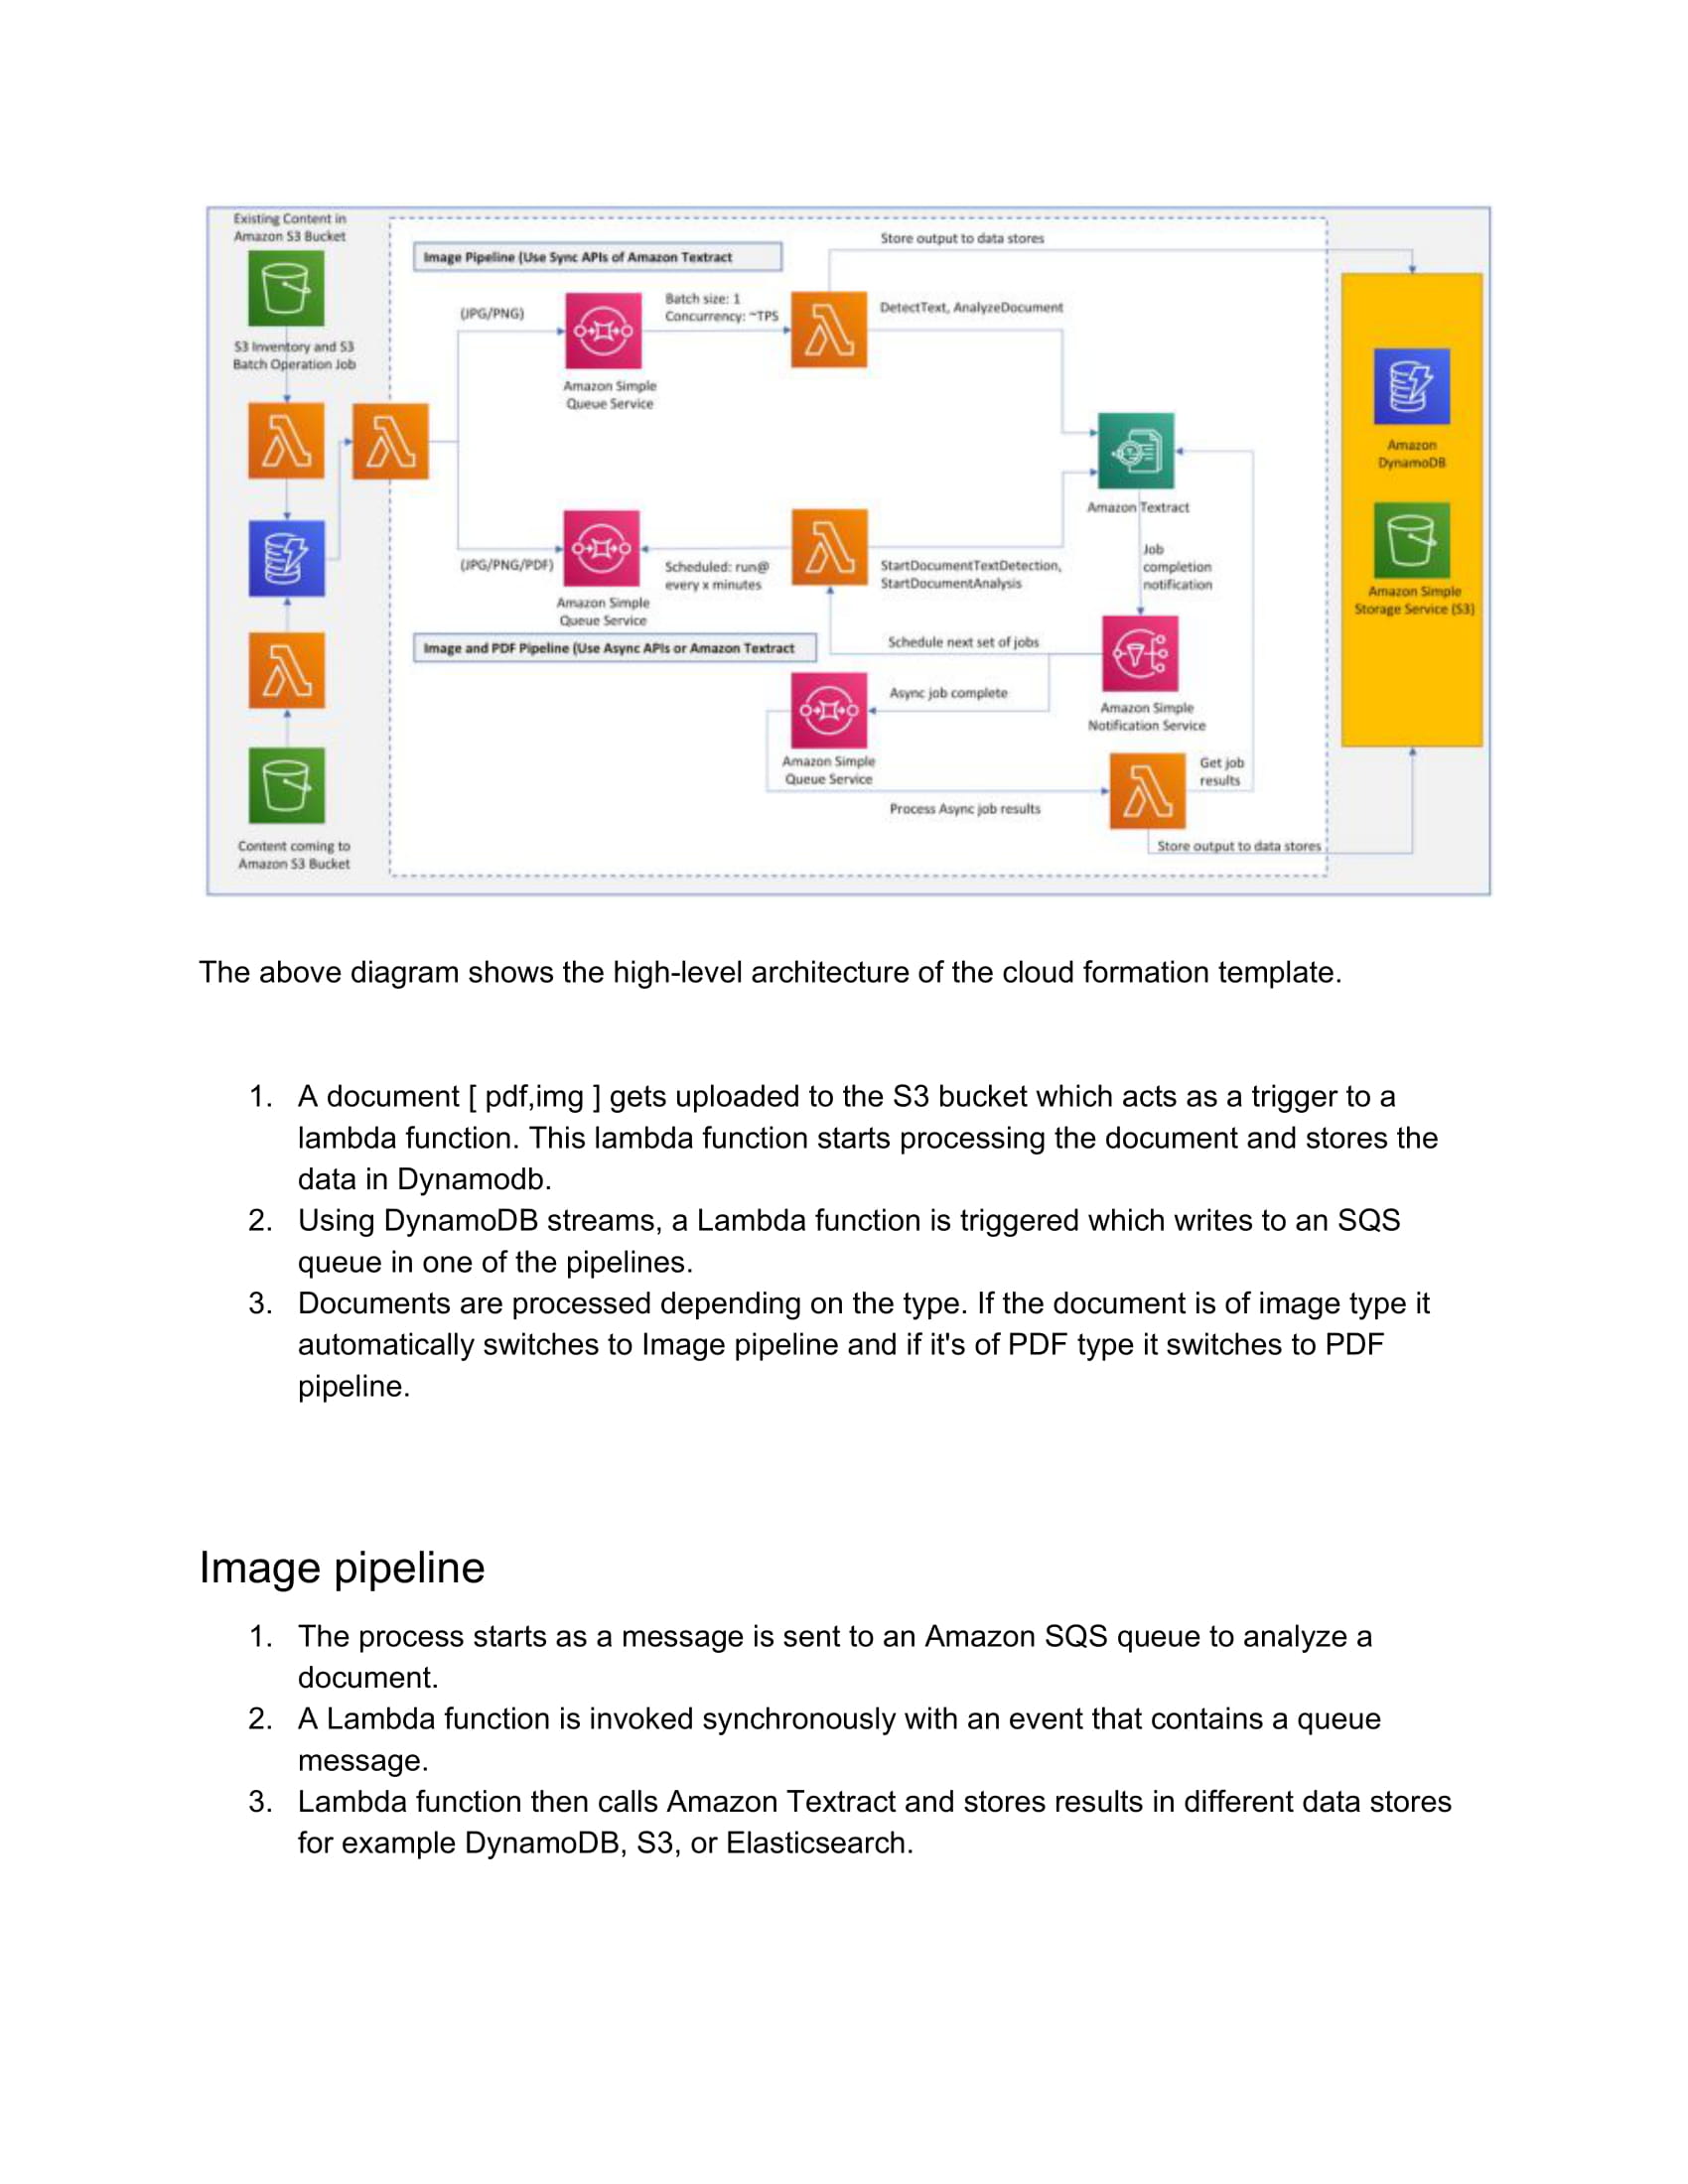 Existing Content in
Amazon S3 Bucket
S3 Inventory and S3
Batch Operation Job
Content coming to
Amazon S3 Bucket
Image Pipeline (Use Sync APIs of Amazon Textract
Store output to data stores
(JPG/PNG)
Batch size: 1
Concurrency: ~TPS
DetectText, AnalyzeDocument
Amazon Simple
Queue Service
Amazon
DynamoDB
Amazon Textract
(JPG/PNG/PDF)
Scheduled: run@
every x minutes
StartDocumentTextDetection,
StartDocumentAnalysis
Job
completion
notification
Amazon Simple
Storage Service (S3)
Amazon Simple
Queue Service
Image and PDF Pipeline (Use Async APIs or Amazon Textract
Schedule next set of jobs
Async job complete
Amazon Simple
Notification Service
Amazon Simple
Queue Service
Get job
results
Process Async job results
Store output to data stores
The above diagram shows the high-level architecture of the cloud formation template.
1. A document [ pdf,img ] gets uploaded to the S3 bucket which acts as a trigger to a
lambda function. This lambda function starts processing the document and stores the
data in Dynamodb.
2. Using DynamoDB streams, a Lambda function is triggered which writes to an SQS
queue in one of the pipelines.
3. Documents are processed depending on the type. If the document is of image type it
automatically switches to Image pipeline and if it's of PDF type it switches to PDF
pipeline.
Image pipeline
1. The process starts as a message is sent to an Amazon SQS queue to analyze a
document.
2. A Lambda function is invoked synchronously with an event that contains a queue
message.
3. Lambda function then calls Amazon Textract and stores results in different data stores
for example DynamoDB, S3, or Elasticsearch.